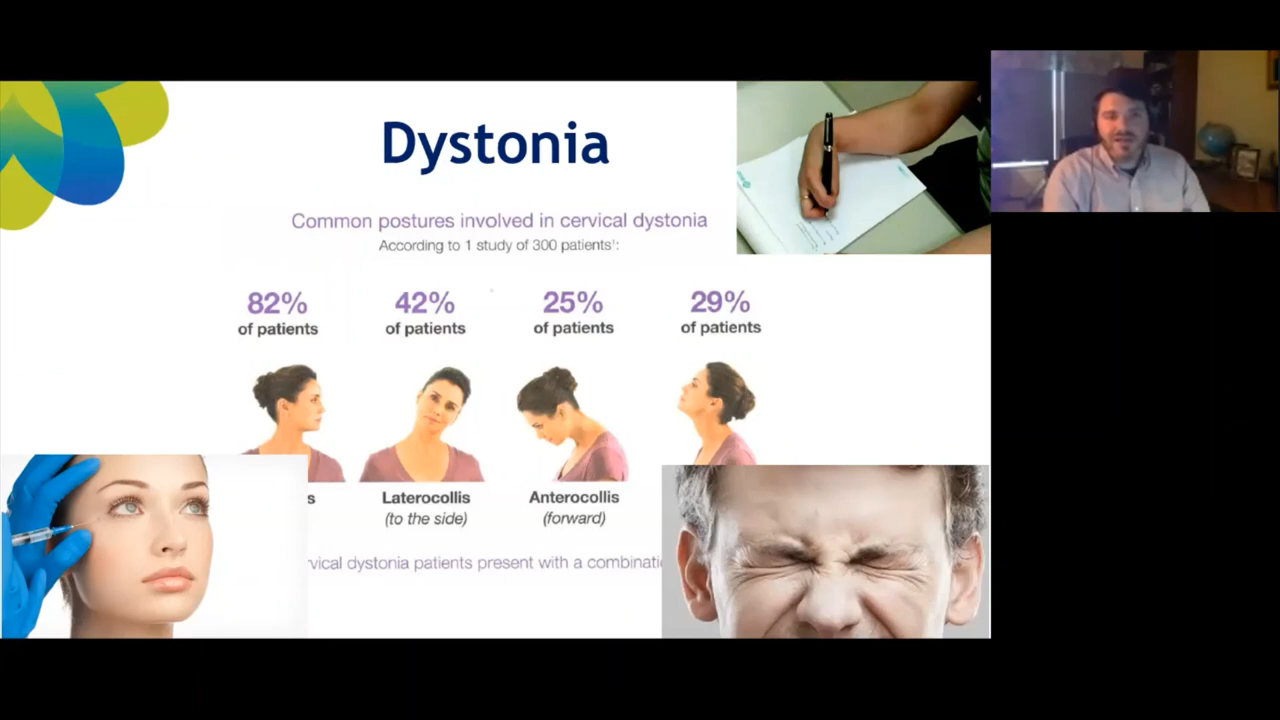 Dystonia
Common postures involved in cervical dystonia
According to 1 study of 300 patients¹:
82%
of patients
42%
of patients
25%
of patients
29%
of patients
s
Laterocollis
(to the side)
Anterocollis
(forward)
rvical dystonia patients present with a combinati